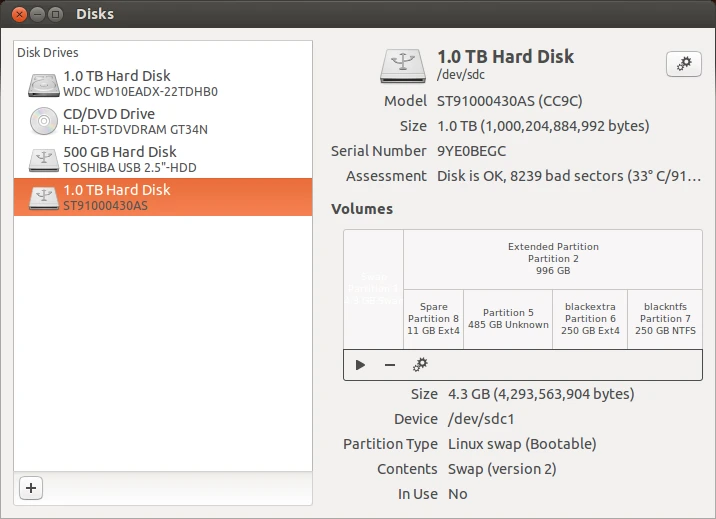 Disks
Disk Drives
1.0 TB Hard Disk
WDC WD10EADX-22TDHB0
CD/DVD Drive
HL-DT-STDVDRAM GT34N
500 GB Hard Disk
TOSHIBA USB 2.5"-HDD
1.0 TB Hard Disk
ST91000430AS
1.0 TB Hard Disk
/dev/sdc
Model ST91000430AS (CC9C)
Size 1.0 TB (1,000,204,884,992 bytes)
Serial Number 9YE0BEGC
Assessment Disk is OK, 8239 bad sectors (33° C/91...
Volumes
Extended Partition
Partition 2
996 GB
Spare
Partition 8
11 GB Ext4
Partition 5
485 GB Unknown
blackextra
Partition 6
250 GB Ext4
blackntfs
Partition 7
250 GB NTFS
Size 4.3 GB (4,293,563,904 bytes)
Device /dev/sdc1
Partition Type Linux swap (Bootable)
Contents Swap (version 2)
In Use No